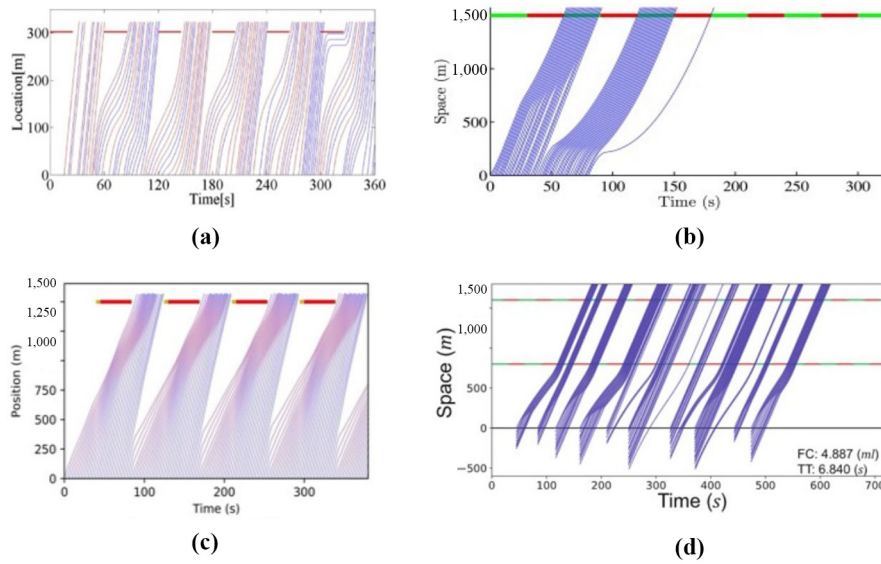 300
200
100
0
Location[m]
0 60 120 180 240 300 360
Time[s]
(a)
1,500
1,000
500
0
Space (m)
0 50 100 150 200 250 300
Time (s)
(b)
1,500
1,250
1,000
750
500
250
0
Position (m)
0 100 200 300
Time (s)
(c)
1,500
1,000
500
0
−500
Space (m)
FC: 4.887 (ml)
TT: 6.840 (s)
0 100 200 300 400 500 600
Time (s)
(d)